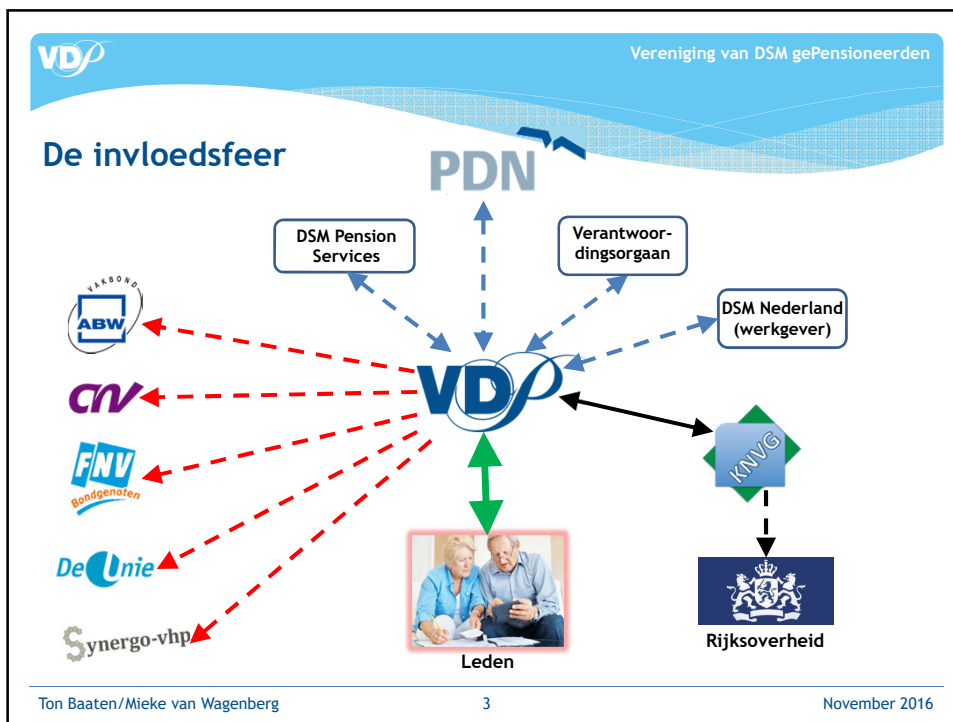 VDP
Vereniging van DSM gePensioneerden
De invloedsfeer
PDN
DSM Pension
Services
Verantwoor-
dingsorgaan
DSM Nederland
(werkgever)
VAKBOND
ABW
CNV
FNV
Bondgenoten
De Unie
Synergo-vhp
VDP
KNVG
Leden
Rijksoverheid
Ton Baaten/Mieke van Wagenberg
3
November 2016